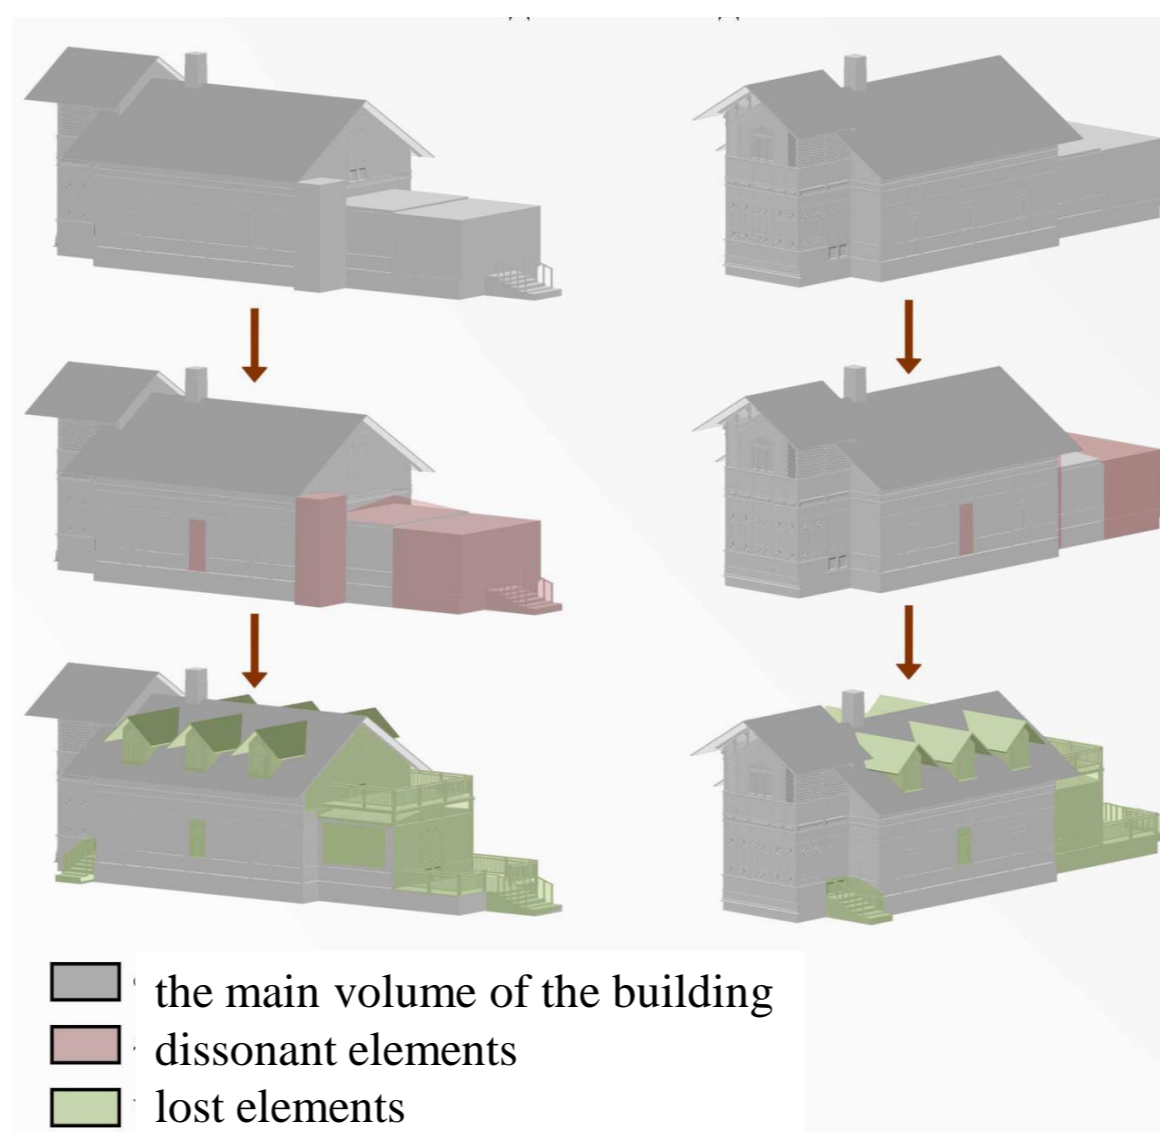 the main volume of the building
dissonant elements
lost elements